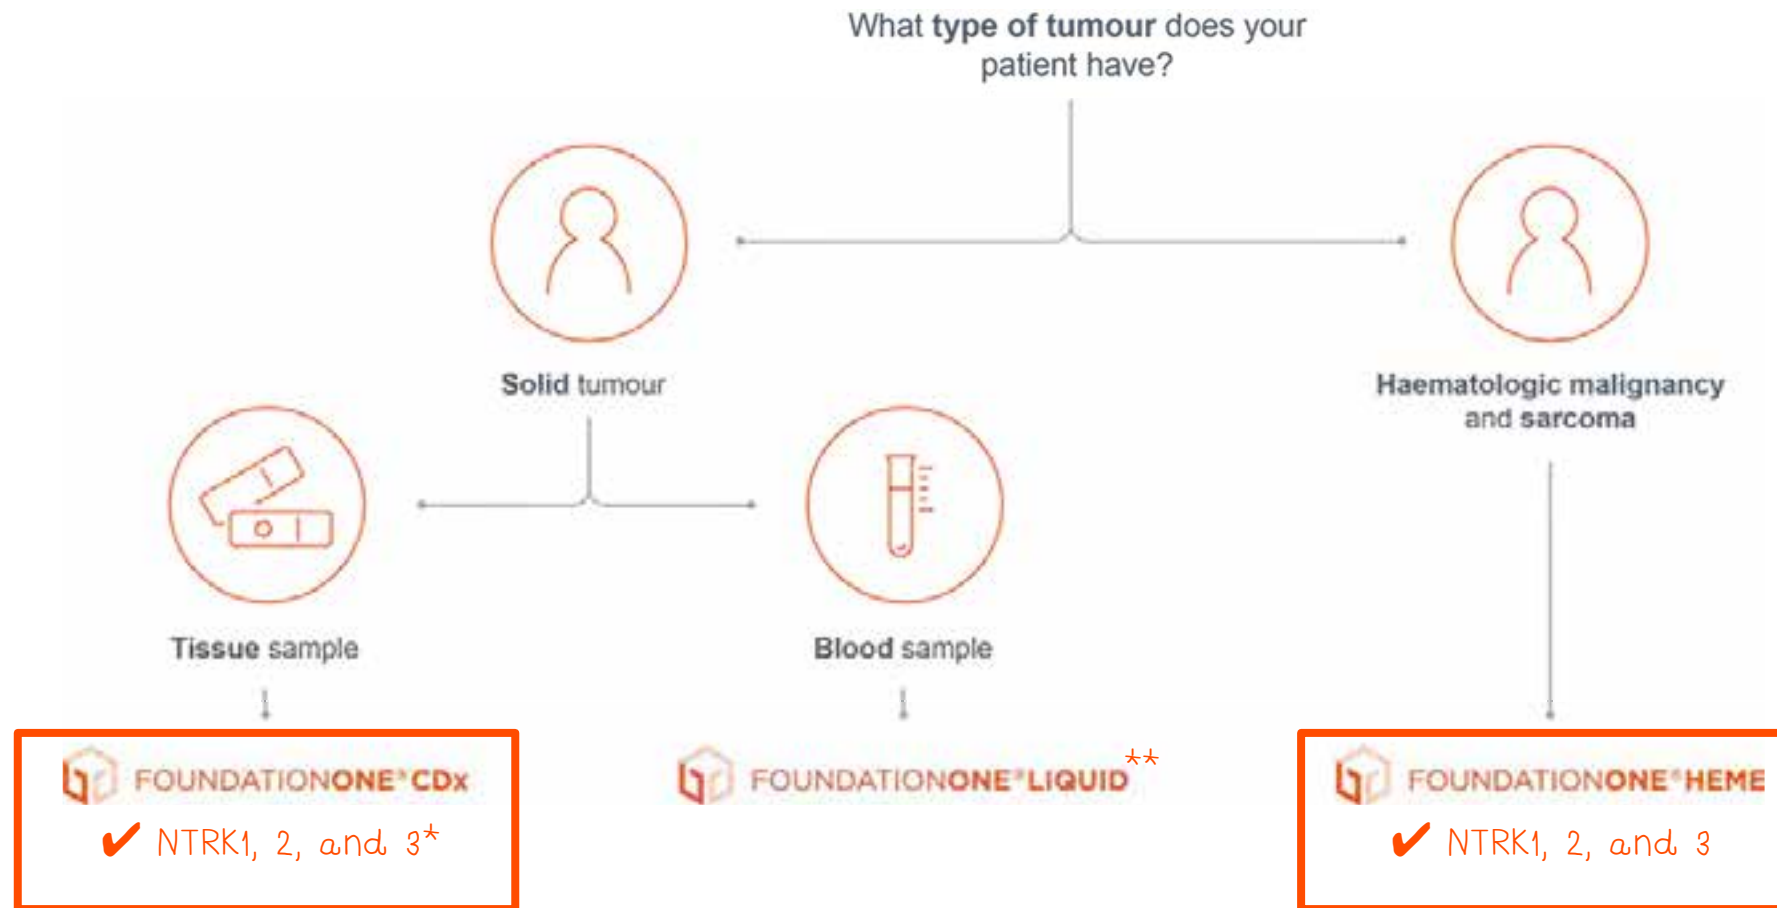 What type of tumour does your
patient have?
Solid tumour
Haematologic malignancy
and sarcoma
Tissue sample
Blood sample
FOUNDATIONONE®CDx
✔ NTRK1, 2, and 3*
FOUNDATIONONE®LIQUID**
FOUNDATIONONE®HEME
✔ NTRK1, 2, and 3